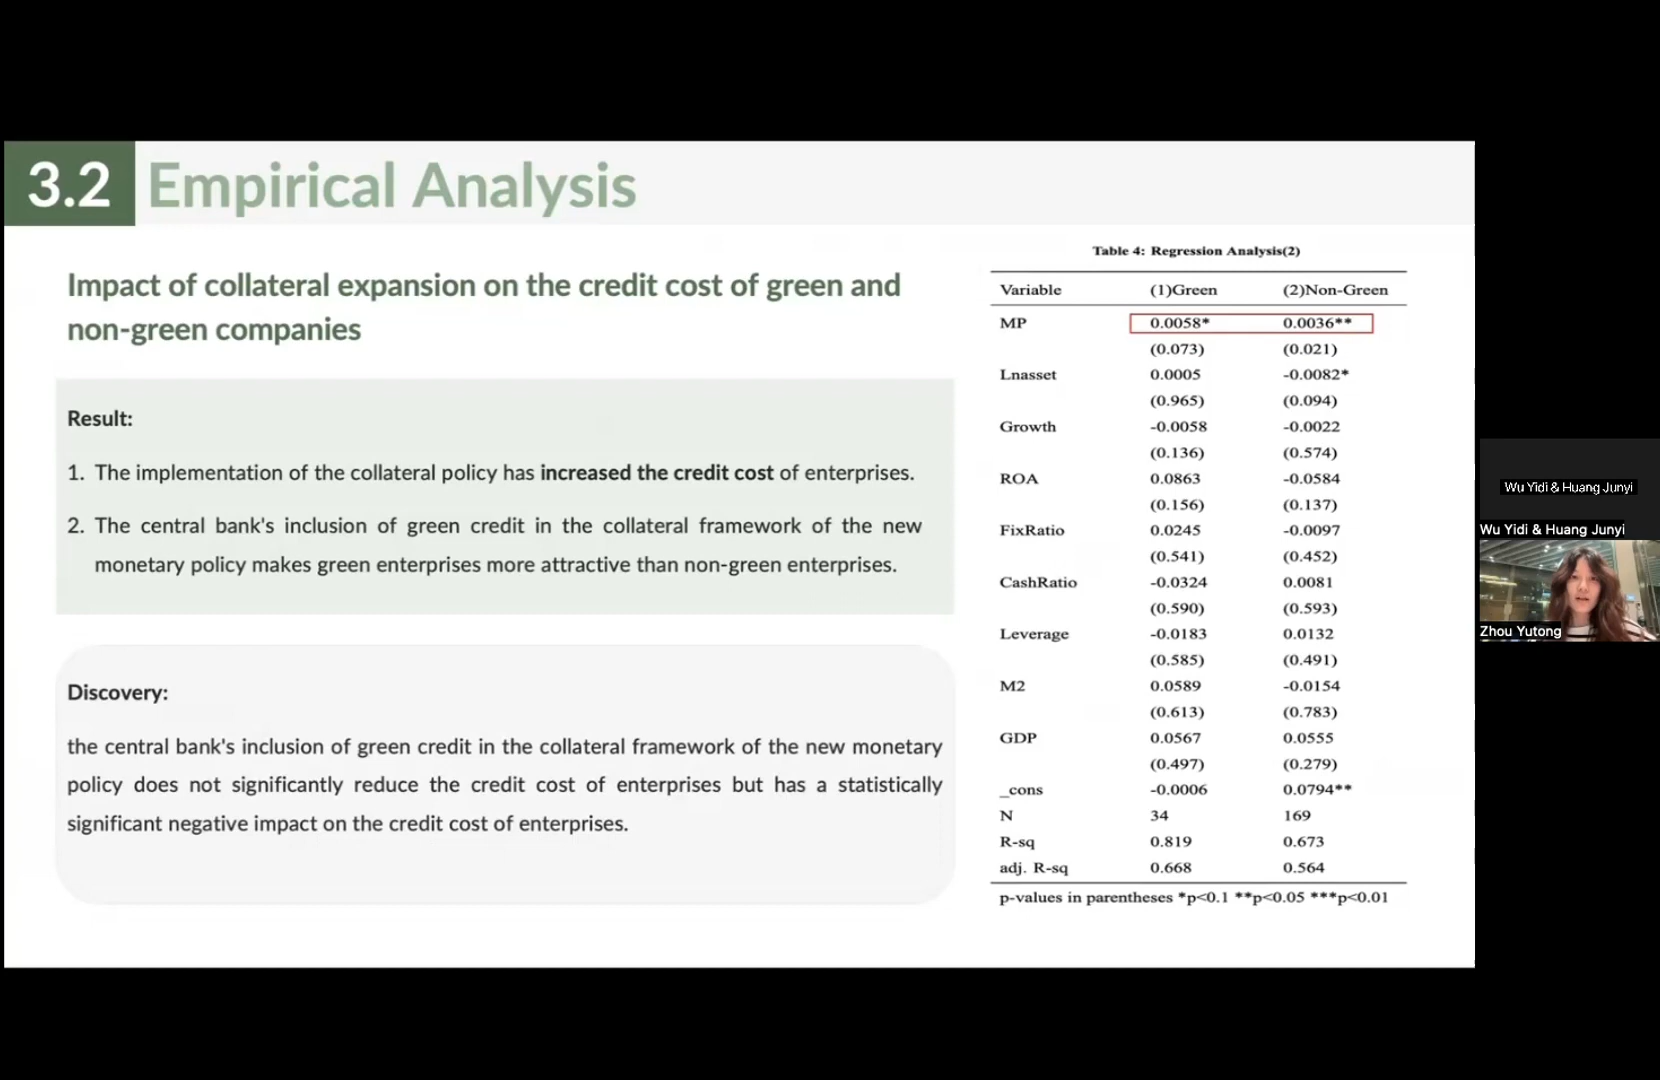 3.2 Empirical Analysis
Impact of collateral expansion on the credit cost of green and
non-green companies
Result:
1. The implementation of the collateral policy has increased the credit cost of enterprises.
2. The central bank's inclusion of green credit in the collateral framework of the new
monetary policy makes green enterprises more attractive than non-green enterprises.
Discovery:
the central bank's inclusion of green credit in the collateral framework of the new monetary
policy does not significantly reduce the credit cost of enterprises but has a statistically
significant negative impact on the credit cost of enterprises.
Table 4: Regression Analysis(2)
Variable (1)Green (2)Non-Green
MP 0.0058* 0.0036**
(0.073) (0.021)
Lnasset 0.0005 -0.0082*
(0.965) (0.094)
Growth -0.0058 -0.0022
(0.136) (0.574)
ROA 0.0863 -0.0584
(0.156) (0.137)
FixRatio 0.0245 -0.0097
(0.541) (0.452)
CashRatio -0.0324 0.0081
(0.590) (0.593)
Leverage -0.0183 0.0132
(0.585) (0.491)
M2 0.0589 -0.0154
(0.613) (0.783)
GDP 0.0567 0.0555
(0.497) (0.279)
_cons -0.0006 0.0794**
N 34 169
R-sq 0.819 0.673
adj. R-sq 0.668 0.564
p-values in parentheses *p<0.1 **p<0.05 ***p<0.01
Wu Yidi & Huang Junyi
Wu Yidi & Huang Junyi
Zhou Yutong